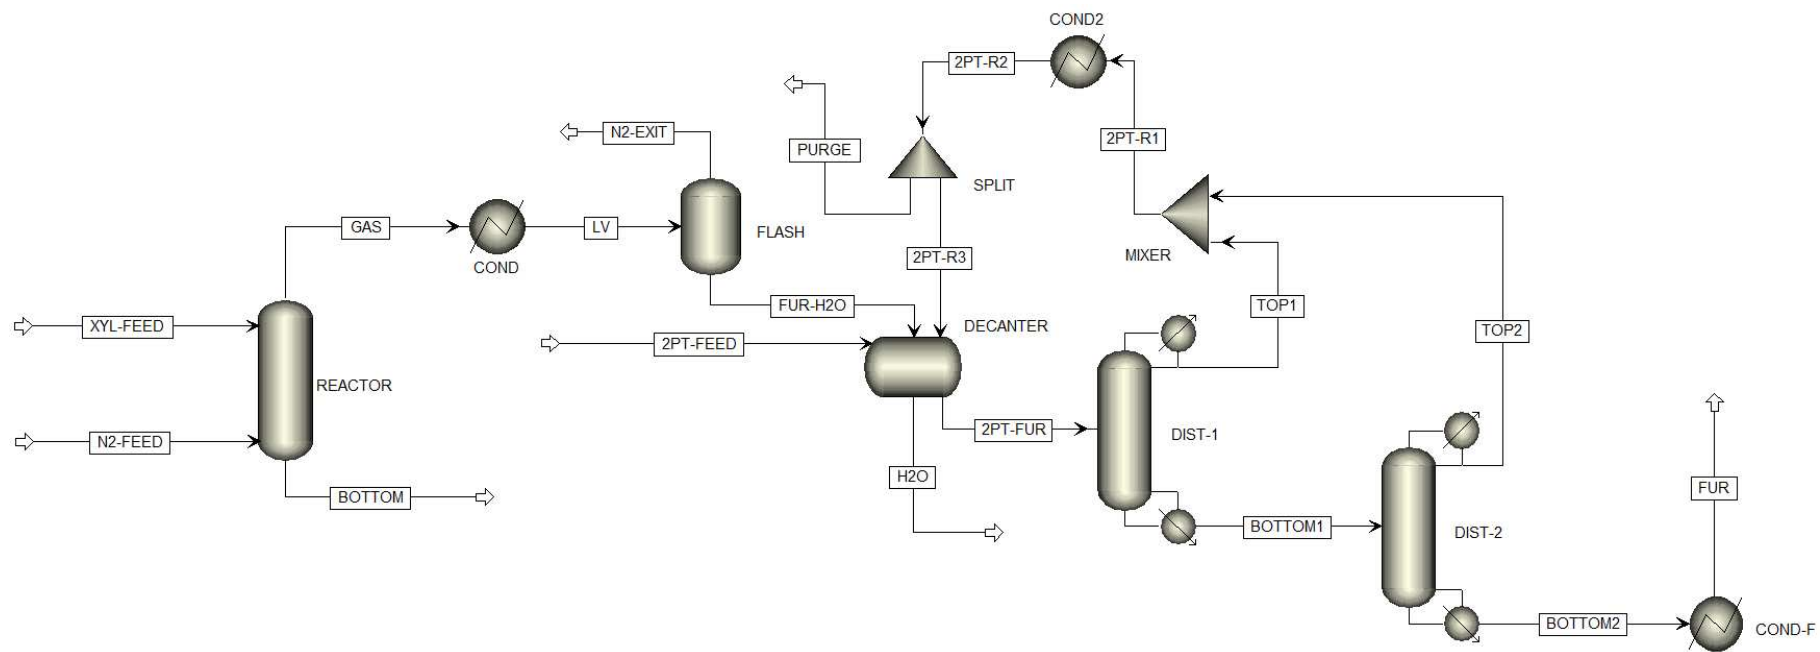 COND2
2PT-R2
N2-EXIT
PURGE
2PT-R1
SPLIT
GAS
LV
FLASH
MIXER
COND
2PT-R3
FUR-H2O
TOP1
XYL-FEED
DECANTER
TOP2
2PT-FEED
REACTOR
N2-FEED
2PT-FUR
DIST-1
H2O
FUR
BOTTOM
BOTTOM1
DIST-2
BOTTOM2
COND-F